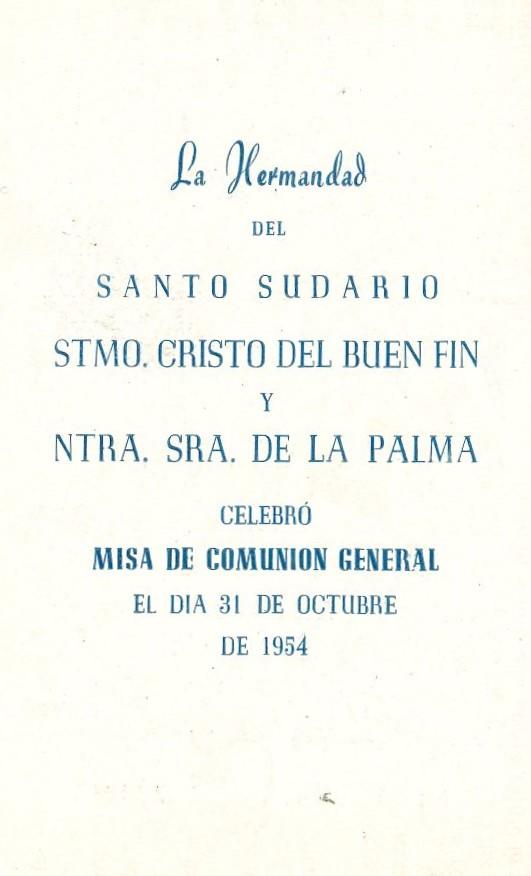 La Hermandad
DEL
SANTO SUDARIO
STMO. CRISTO DEL BUEN FIN
Y
NTRA. SRA. DE LA PALMA
CELEBRÓ
MISA DE COMUNION GENERAL
EL DIA 31 DE OCTUBRE
DE 1954